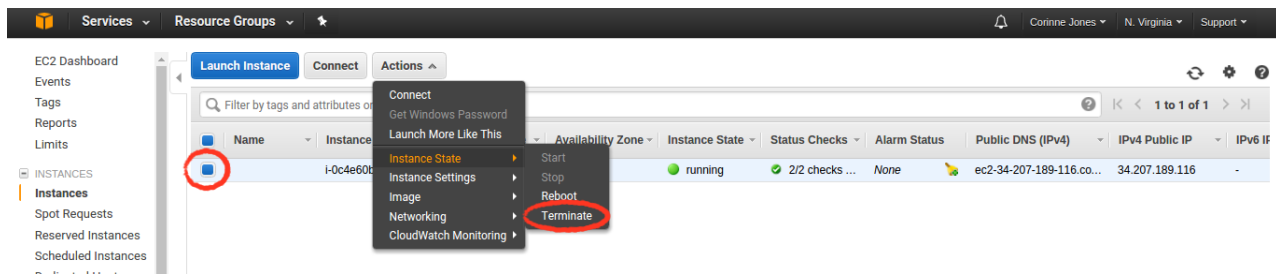 Services Resource Groups Corinne Jones N. Virginia Support
EC2 Dashboard
Events
Tags
Reports
Limits
INSTANCES
Instances
Spot Requests
Reserved Instances
Scheduled Instances
Launch Instance Connect Actions
Filter by tags and attributes or
1 to 1 of 1
Name Instance Availability Zone Instance State Status Checks Alarm Status Public DNS (IPv4) IPv4 Public IP IPv6 IP
i-0c4e60b running 2/2 checks ... None ec2-34-207-189-116.co... 34.207.189.116 -
Connect
Get Windows Password
Launch More Like This
Instance State
Instance Settings
Image
Networking
CloudWatch Monitoring
Start
Stop
Reboot
Terminate